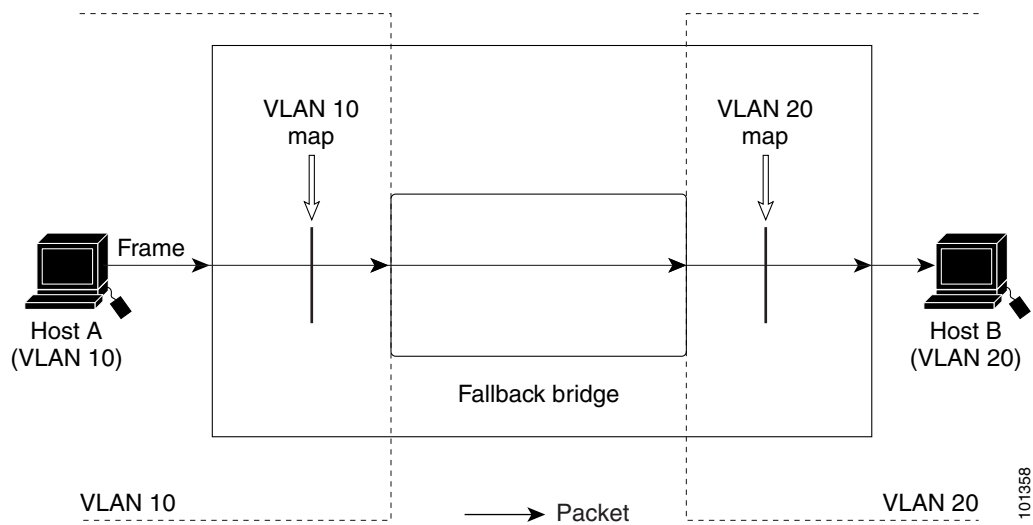 VLAN 10
map
VLAN 20
map
Frame
Host A
(VLAN 10)
Host B
(VLAN 20)
Fallback bridge
VLAN 10
Packet
VLAN 20
101358